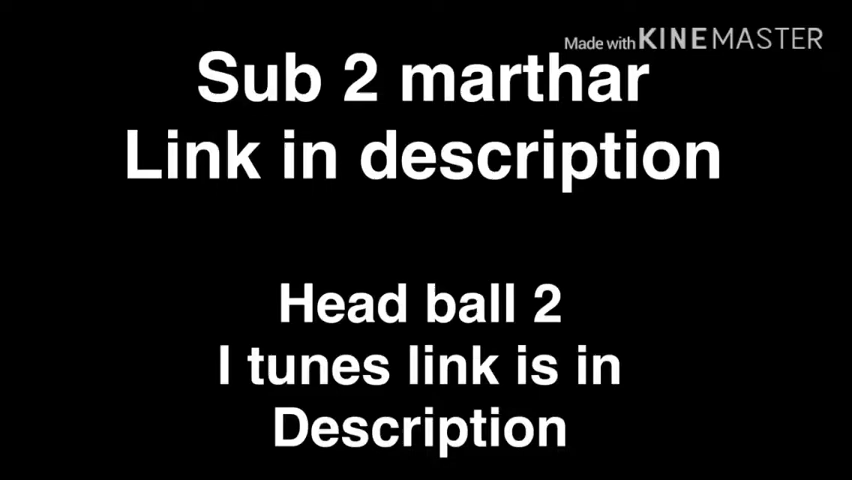 Made with KINEMASTER
Sub 2 marthar
Link in description
Head ball 2
I tunes link is in
Description